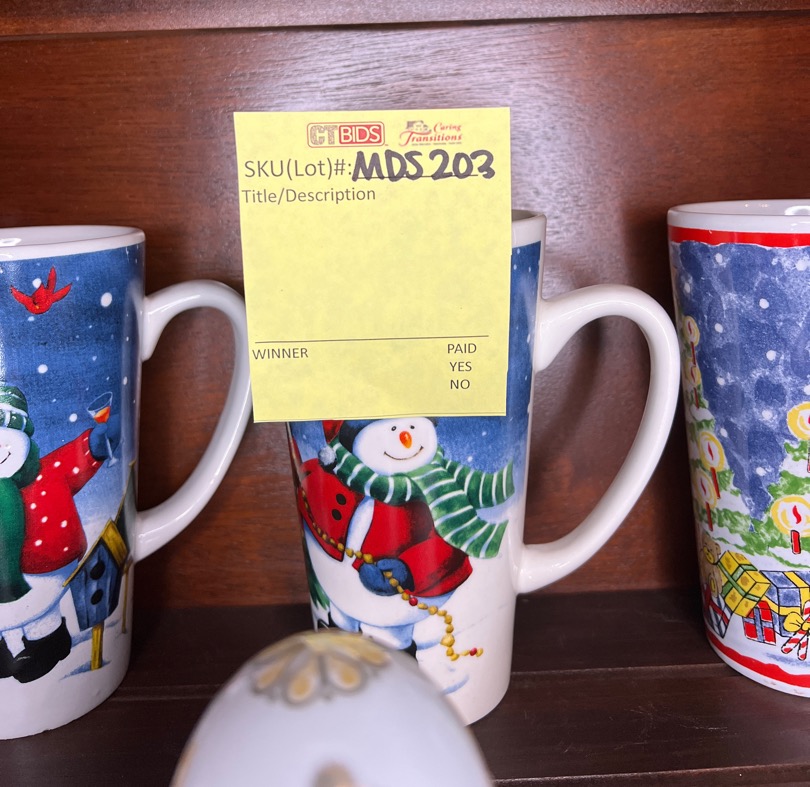 CTBIDS Caring Transitions
SKU(Lot)#: MDS 203
Title/Description
WINNER PAID
YES
NO